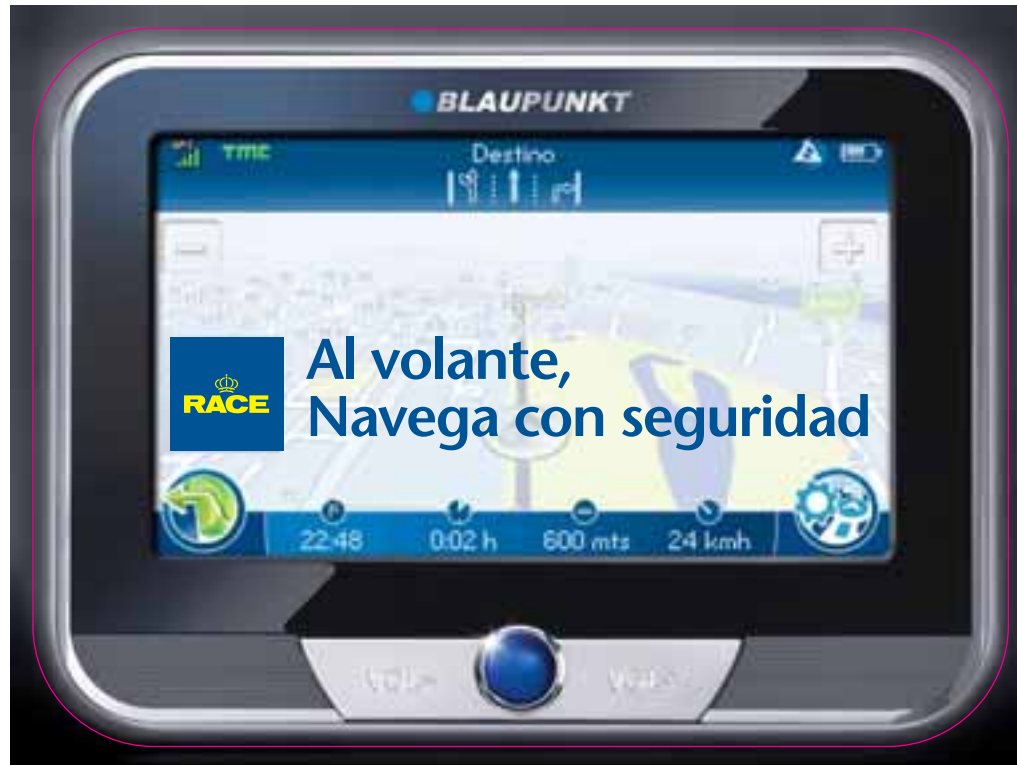 BLAUPUNKT
TMC
Destino
RACE
Al volante,
Navega con seguridad
22:48
0:02 h
600 mts
24 kmh